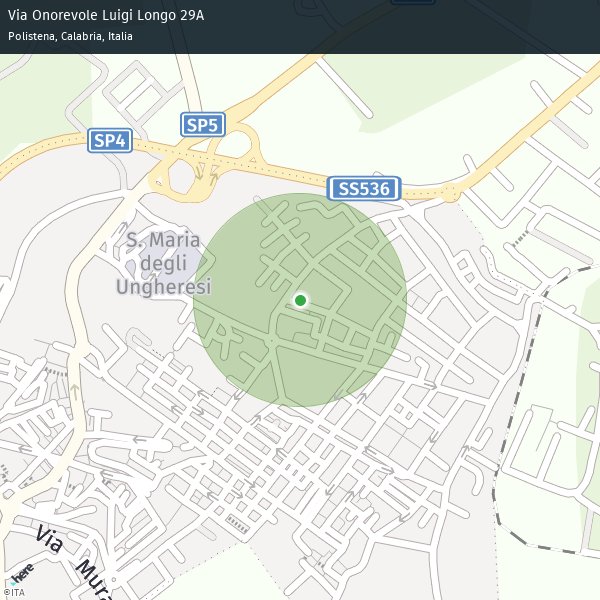 Via Onorevole Luigi Longo 29A
Polistena, Calabria, Italia
SP5
SP4
SS536
S. Maria
degli
Ungheresi
Via Mura
here
©ITA